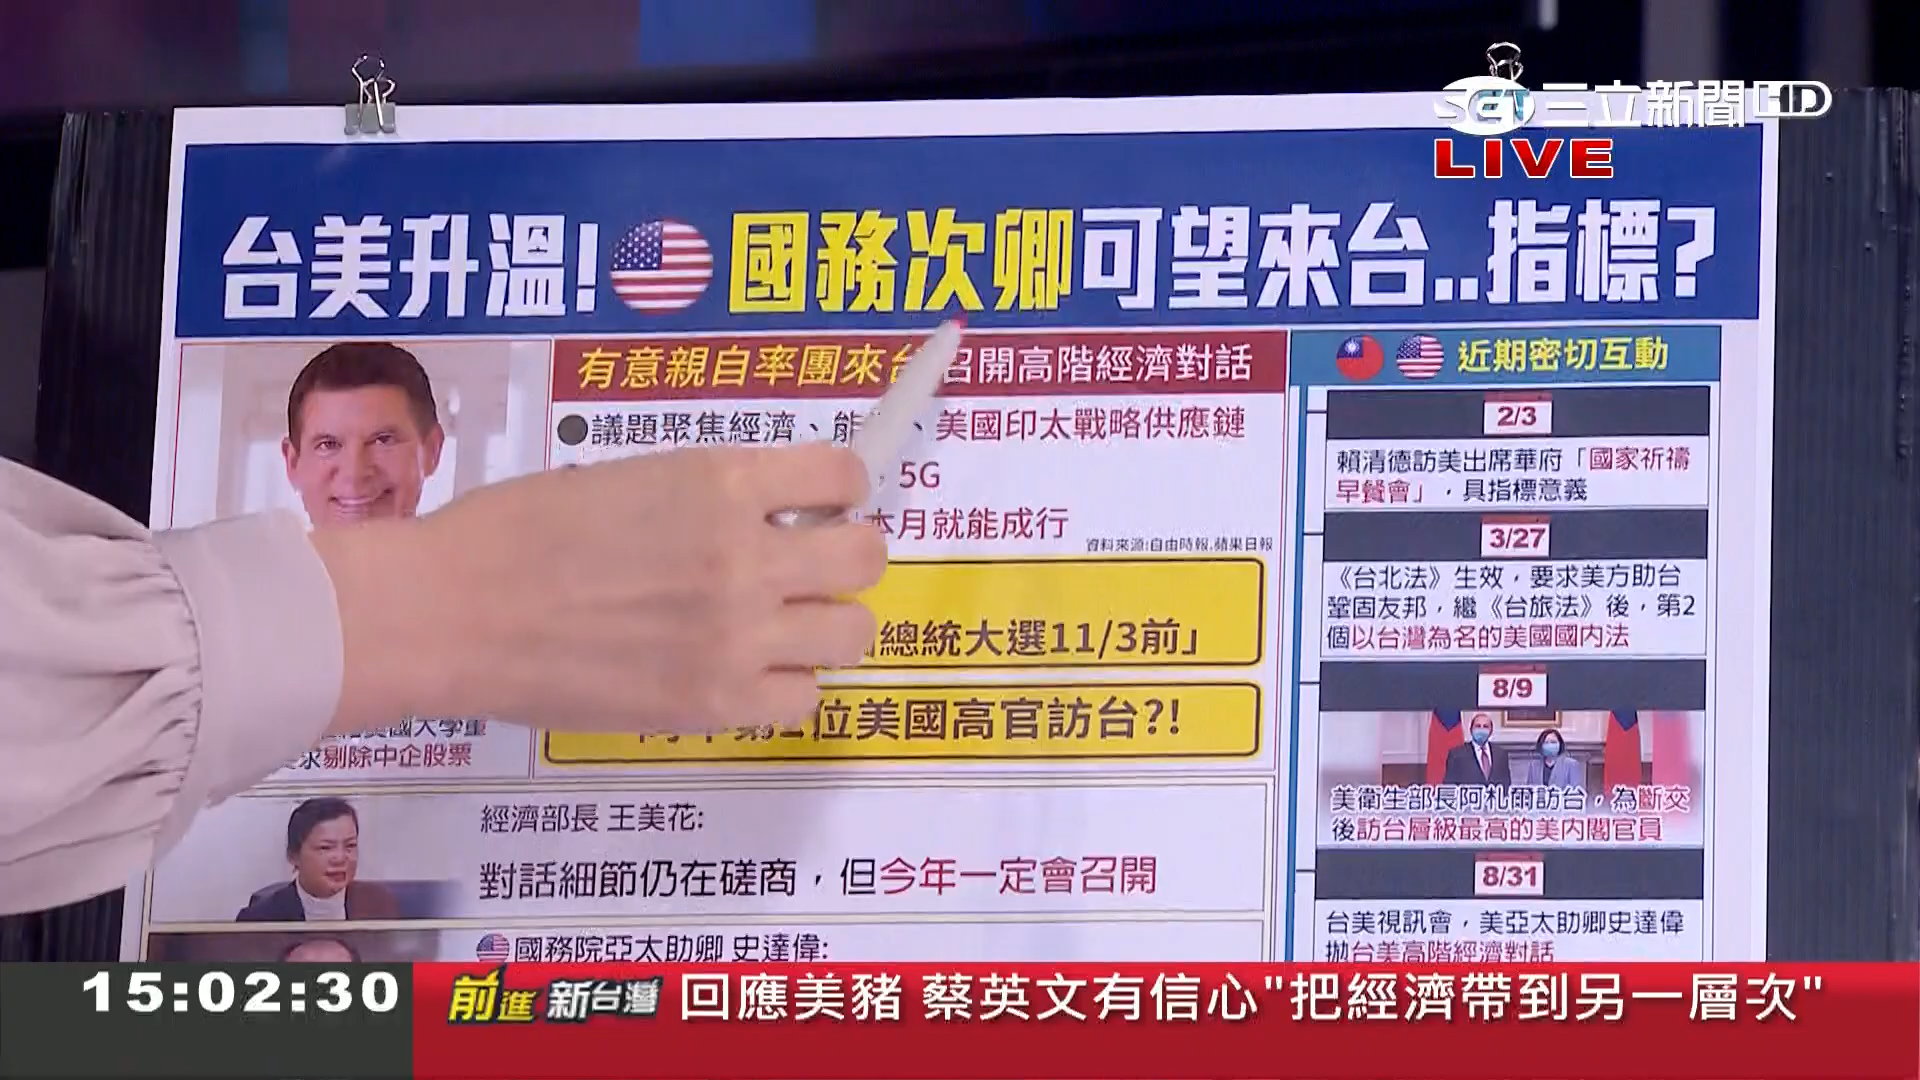 SET 三立新聞 HD
LIVE
台美升溫! 國務次卿可望來台..指標?
有意親自率團來台 召開高階經濟對話
●議題聚焦經濟、能 、美國印太戰略供應鏈
，5G
本月就能成行
資料來源:自由時報.蘋果日報
總統大選11/3前」
位美國高官訪台?!
國大學董
求剔除中企股票
經濟部長 王美花:
對話細節仍在磋商，但今年一定會召開
國務院亞太助卿 史達偉:
近期密切互動
2/3
賴清德訪美出席華府「國家祈禱
早餐會」，具指標意義
3/27
《台北法》生效，要求美方助台
鞏固友邦，繼《台旅法》後，第2
個以台灣為名的美國國內法
8/9
美衛生部長阿札爾訪台，為斷交
後訪台層級最高的美內閣官員
8/31
台美視訊會，美亞太助卿史達偉
拋台美高階經濟對話
15:02:30 前進新台灣 回應美豬 蔡英文有信心"把經濟帶到另一層次"